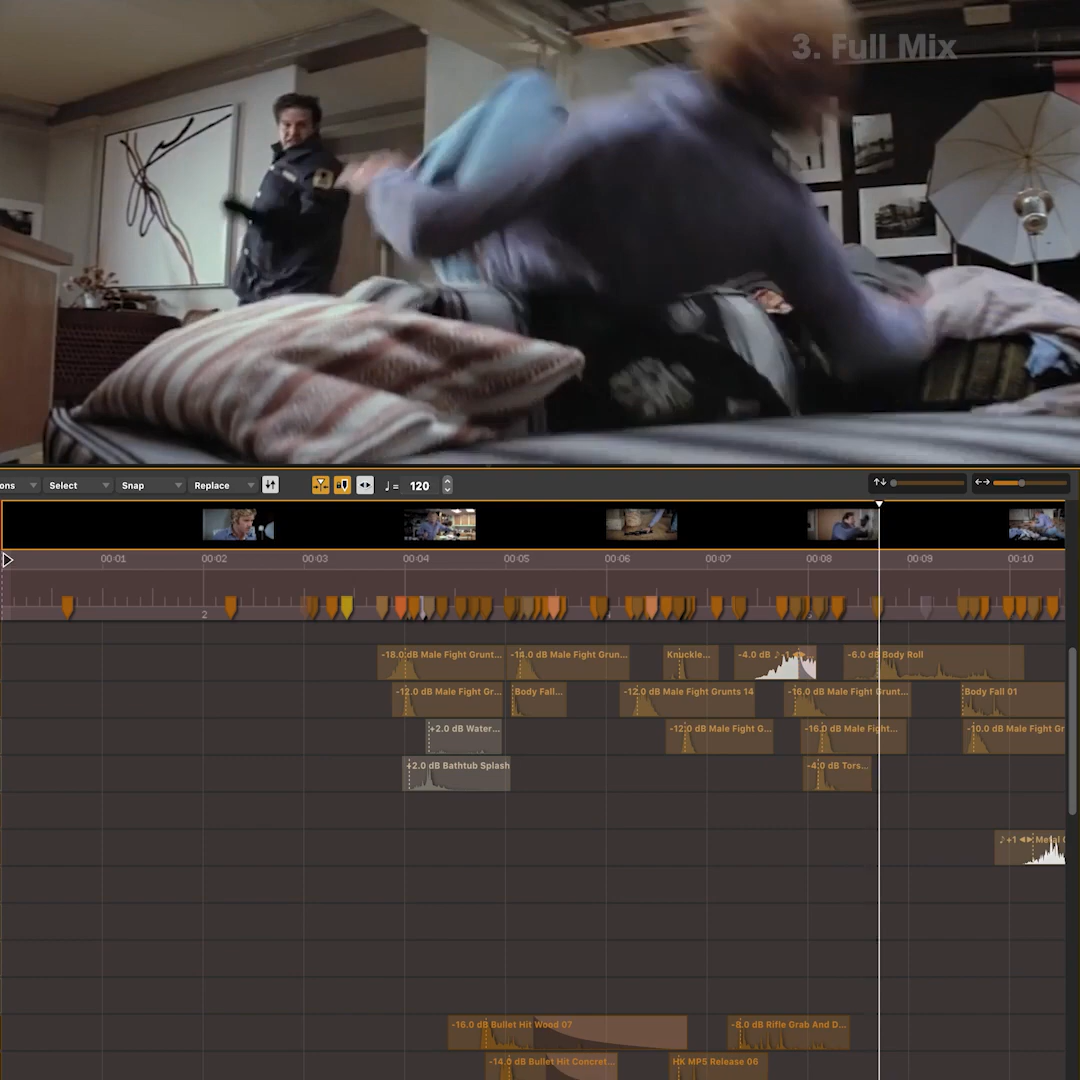 3. Full Mix
ons Select Snap Replace ♩ = 120
00:01 00:02 00:03 00:04 00:05 00:06 00:07 00:08 00:09 00:10
2
-18.0 dB Male Fight Grunt... -14.0 dB Male Fight Grun... Knuckle... -4.0 dB ♪-1 -6.0 dB Body Roll
-12.0 dB Male Fight Gr... Body Fall... -12.0 dB Male Fight Grunts 14 -16.0 dB Male Fight Grunt... Body Fall 01
+2.0 dB Water... -12.0 dB Male Fight G... -16.0 dB Male Fight... -10.0 dB Male Fight Gr
+2.0 dB Bathtub Splash -4.0 dB Tors...
♪+1 Metal
-16.0 dB Bullet Hit Wood 07 -8.0 dB Rifle Grab And D...
-14.0 dB Bullet Hit Concret... HK MP5 Release 06